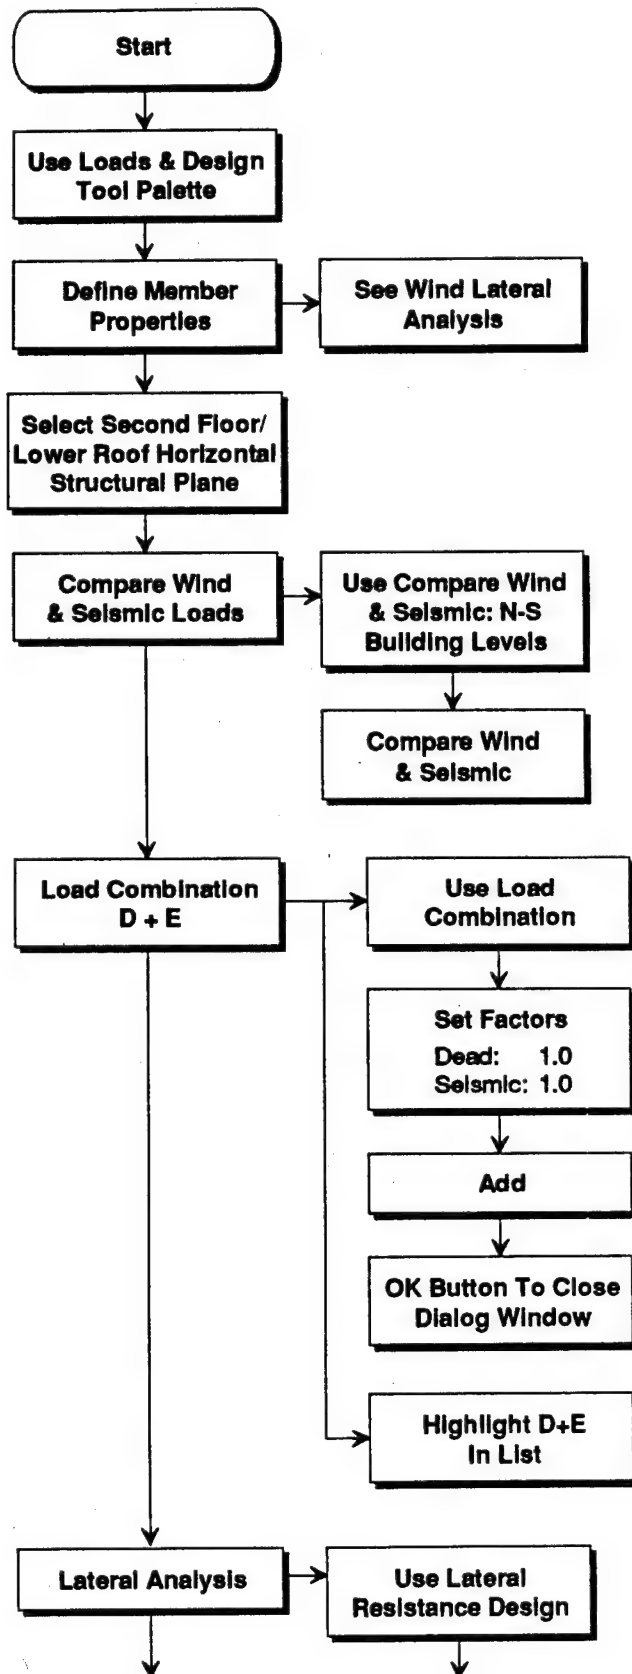 Start
Use Loads & Design
Tool Palette
Define Member
Properties
See Wind Lateral
Analysis
Select Second Floor/
Lower Roof Horizontal
Structural Plane
Compare Wind
& Seismic Loads
Use Compare Wind
& Seismic: N-S
Building Levels
Compare Wind
& Seismic
Load Combination
D + E
Use Load
Combination
Set Factors
Dead: 1.0
Seismic: 1.0
Add
OK Button To Close
Dialog Window
Highlight D+E
In List
Lateral Analysis
Use Lateral
Resistance Design